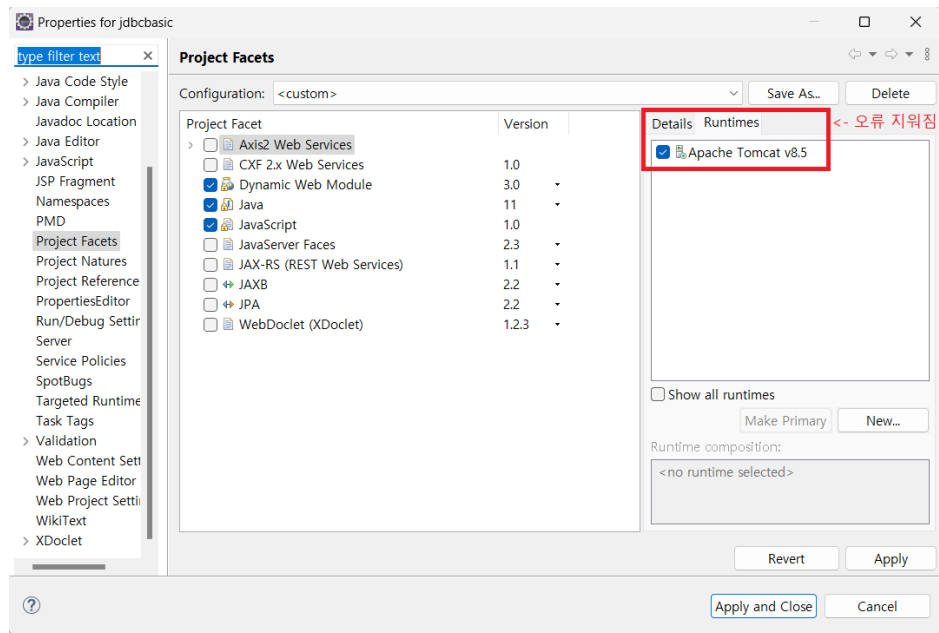 Properties for jdbcbasic
type filter text
Java Code Style
Java Compiler
Javadoc Location
Java Editor
JavaScript
JSP Fragment
Namespaces
PMD
Project Facets
Project Natures
Project Reference
PropertiesEditor
Run/Debug Settin
Server
Service Policies
SpotBugs
Targeted Runtime
Task Tags
Validation
Web Content Sett
Web Page Editor
Web Project Settin
WikiText
XDoclet
Project Facets
Configuration: <custom> Save As... Delete
Project Facet Version
Axis2 Web Services
CXF 2.x Web Services 1.0
Dynamic Web Module 3.0
Java 11
JavaScript 1.0
JavaServer Faces 2.3
JAX-RS (REST Web Services) 1.1
JAXB 2.2
JPA 2.2
WebDoclet (XDoclet) 1.2.3
Details Runtimes <- 오류 지워짐
Apache Tomcat v8.5
Show all runtimes
Make Primary New...
Runtime composition:
<no runtime selected>
Revert Apply
? Apply and Close Cancel